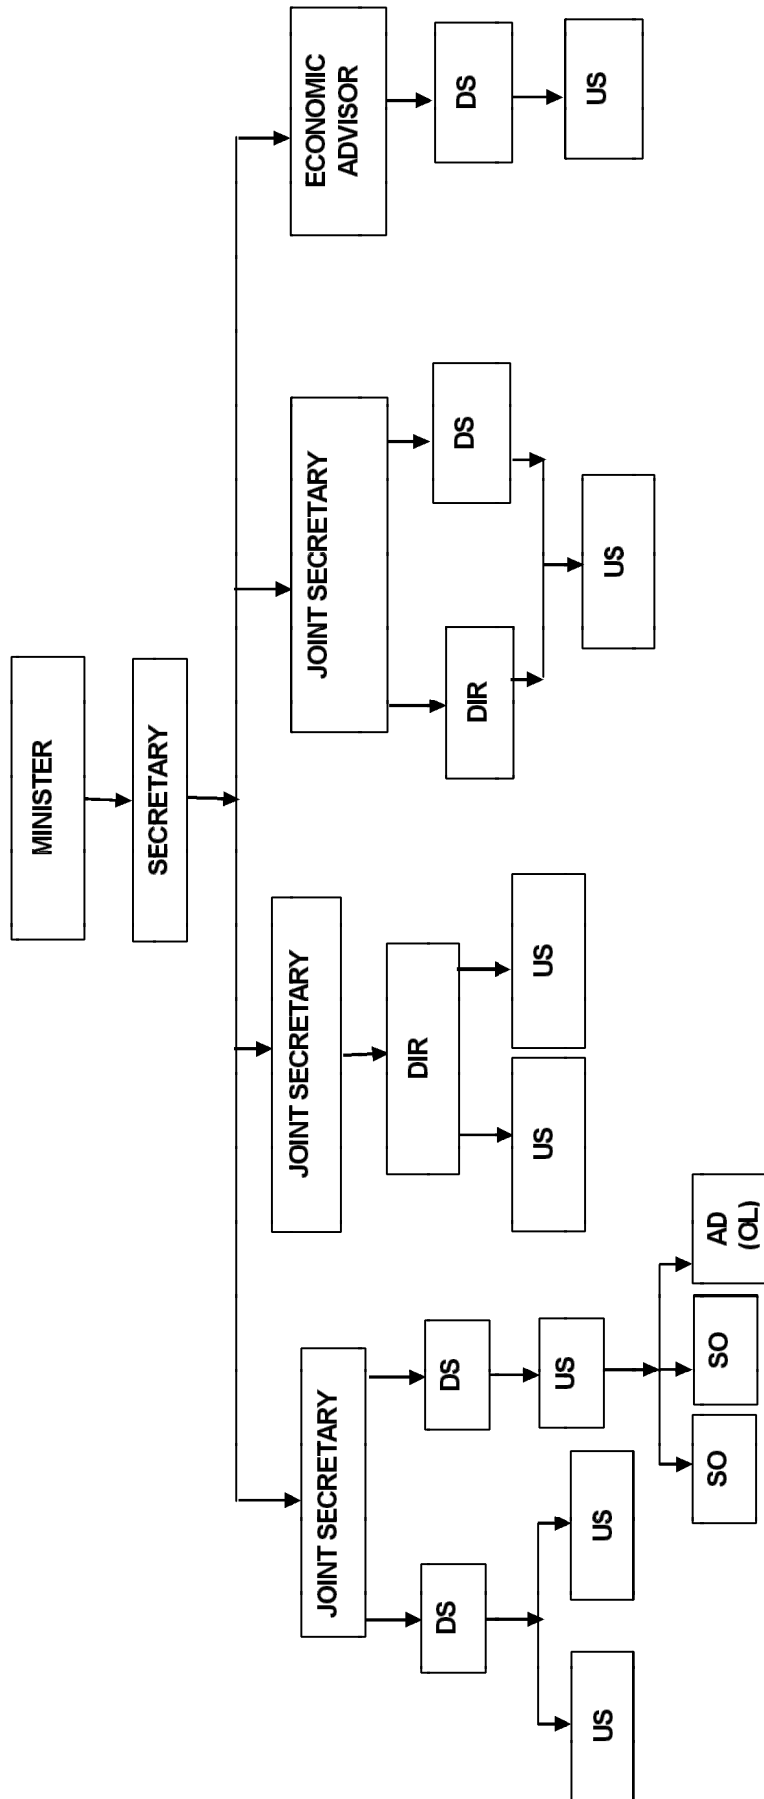 MINISTER
SECRETARY
JOINT SECRETARY
JOINT SECRETARY
JOINT SECRETARY
ECONOMIC
ADVISOR
DS
DS
DIR
DIR
DS
DS
US
US
US
US
US
US
US
SO
SO
AD
(OL)